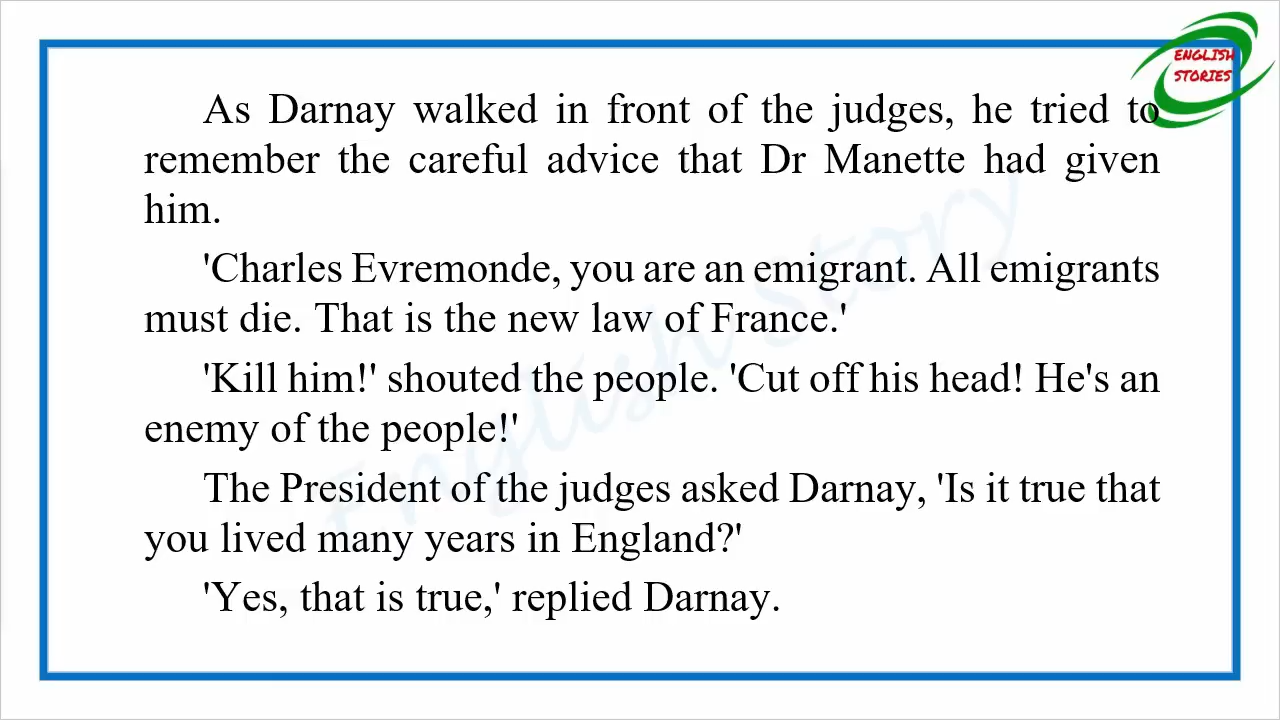 ENGLISH
STORIES
As Darnay walked in front of the judges, he tried to
remember the careful advice that Dr Manette had given
him.
'Charles Evremonde, you are an emigrant. All emigrants
must die. That is the new law of France.'
'Kill him!' shouted the people. 'Cut off his head! He's an
enemy of the people!'
The President of the judges asked Darnay, 'Is it true that
you lived many years in England?'
'Yes, that is true,' replied Darnay.
English Story